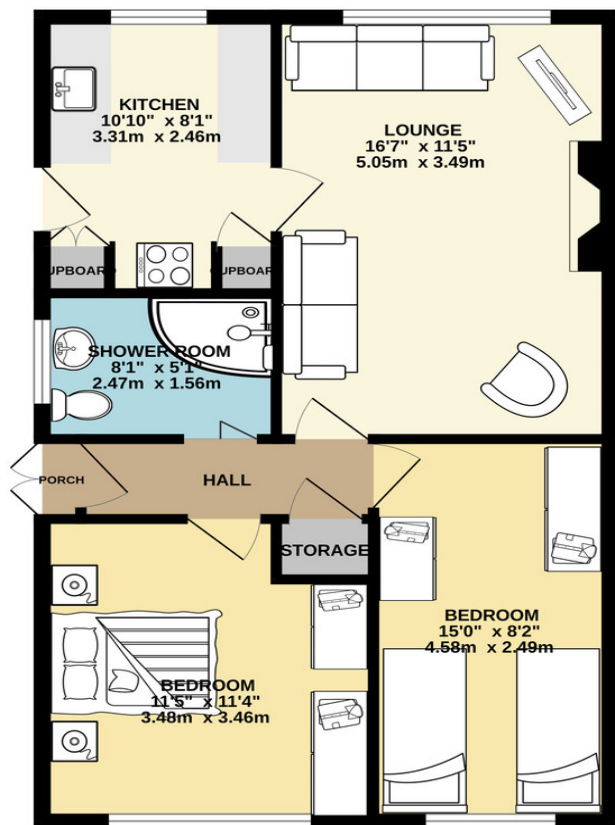 KITCHEN
10'10" x 8'1"
3.31m x 2.46m
LOUNGE
16'7" x 11'5"
5.05m x 3.49m
UPBOARD
UPBOAR
SHOWER ROOM
8'1" x 5'1"
2.47m x 1.56m
PORCH
HALL
STORAGE
BEDROOM
15'0" x 8'2"
4.58m x 2.49m
BEDROOM
11'5" x 11'4"
3.48m x 3.46m